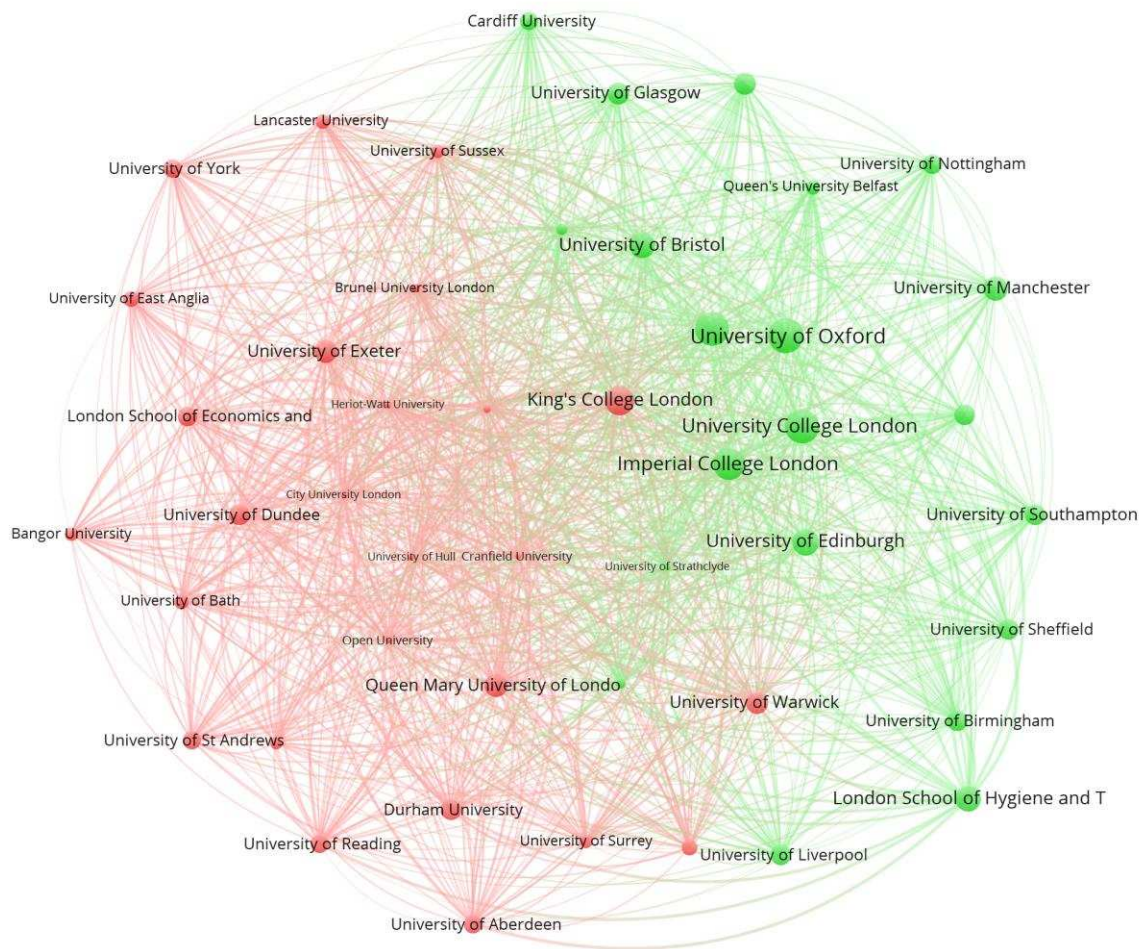 Cardiff University
University of Glasgow
Lancaster University
University of Sussex
University of York
University of Nottingham
Queen's University Belfast
University of Bristol
Brunel University London
University of East Anglia
University of Manchester
University of Oxford
University of Exeter
King's College London
Heriot-Watt University
London School of Economics and
University College London
Imperial College London
City University London
University of Dundee
University of Southampton
Bangor University
University of Edinburgh
University of Hull
Cranfield University
University of Strathclyde
University of Bath
University of Sheffield
Open University
Queen Mary University of Londo
University of Warwick
University of Birmingham
University of St Andrews
London School of Hygiene and T
Durham University
University of Reading
University of Surrey
University of Liverpool
University of Aberdeen